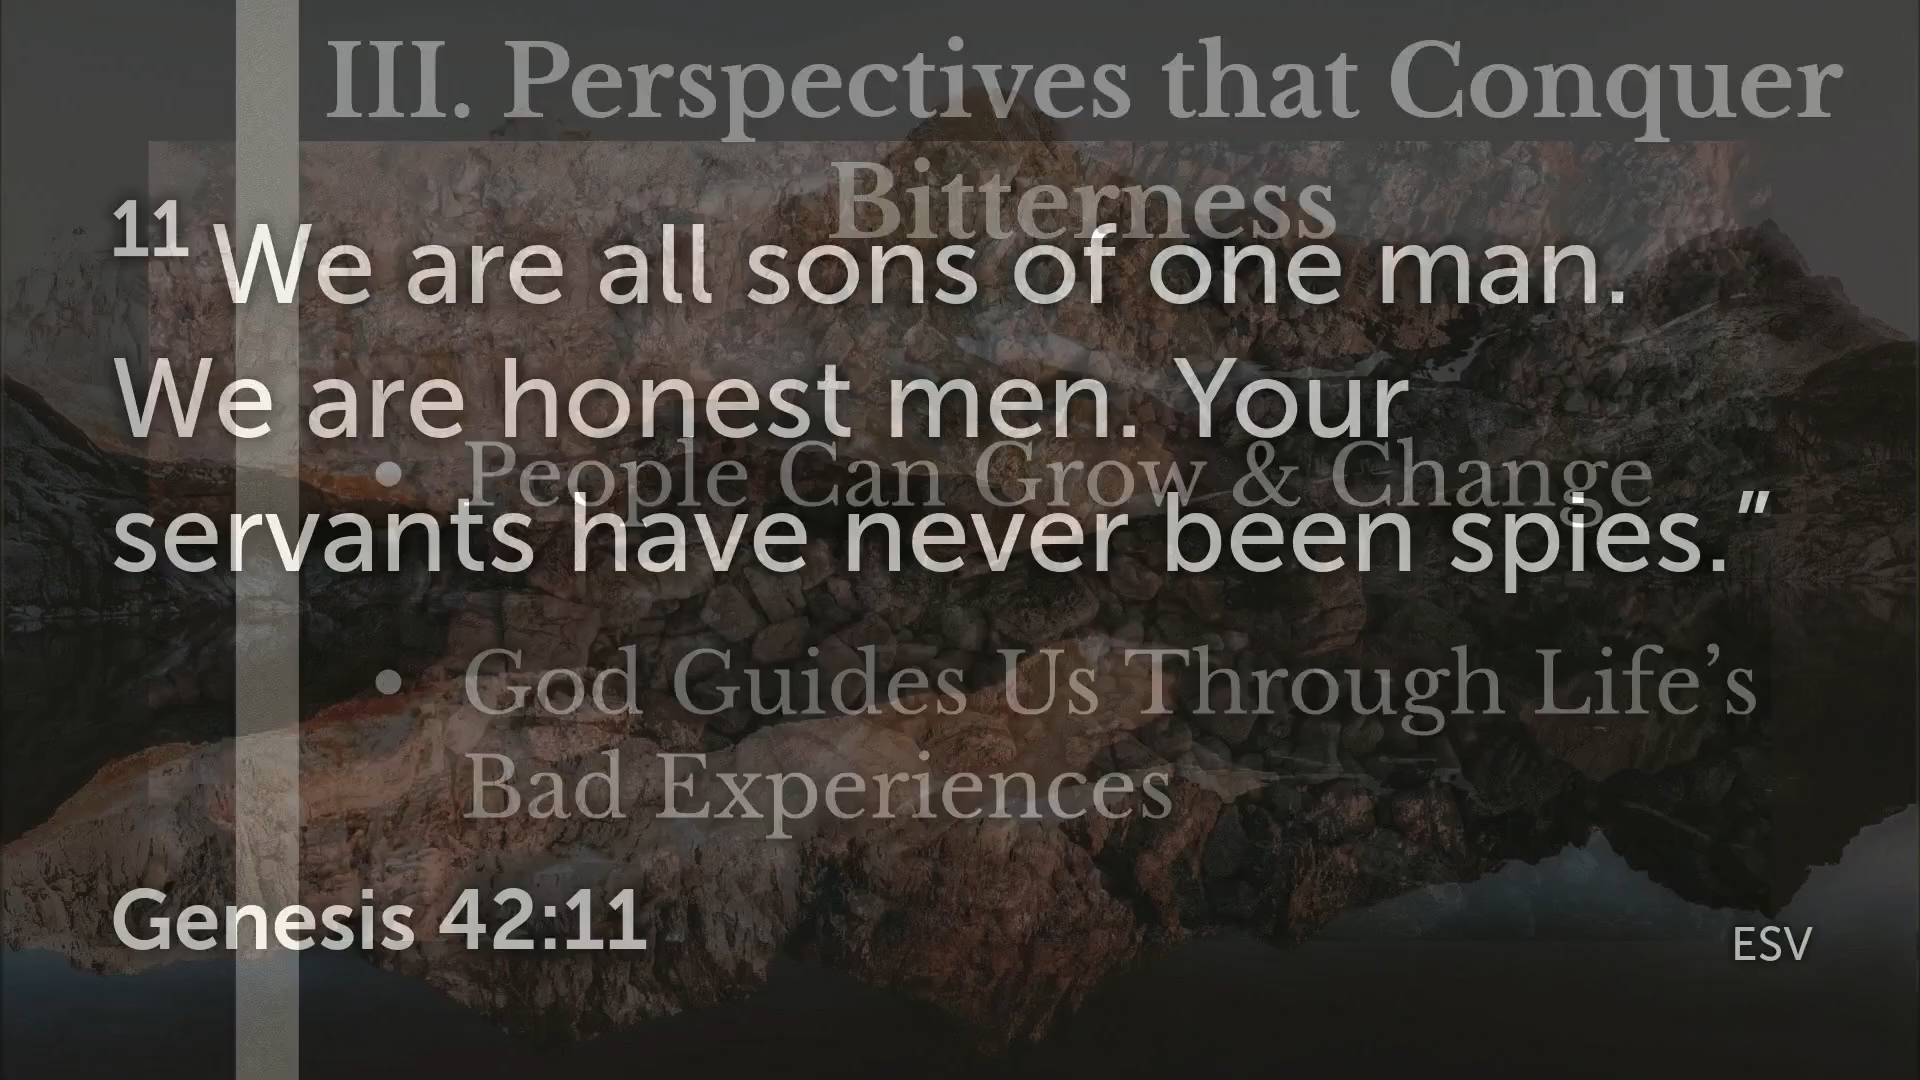 III. Perspectives that Conquer
Bitterness
11 We are all sons of one man.
We are honest men. Your
servants have never been spies."
• People Can Grow & Change
• God Guides Us Through Life’s
Bad Experiences
Genesis 42:11
ESV